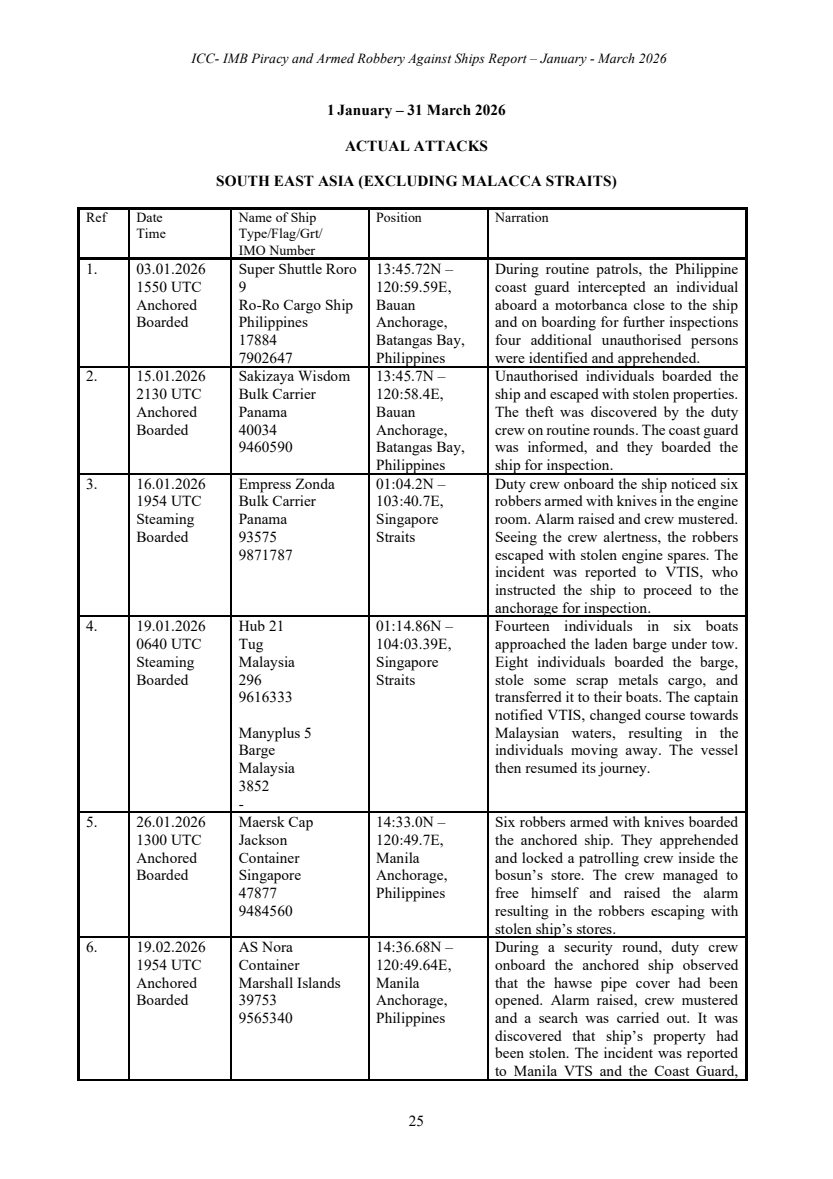 ICC- IMB Piracy and Armed Robbery Against Ships Report – January - March 2026
1 January – 31 March 2026
ACTUAL ATTACKS
SOUTH EAST ASIA (EXCLUDING MALACCA STRAITS)
Ref
Date
Time
Name of Ship
Type/Flag/Grt/
IMO Number
Position
Narration
1.
03.01.2026
1550 UTC
Anchored
Boarded
Super Shuttle Roro
9
Ro-Ro Cargo Ship
Philippines
17884
7902647
13:45.72N –
120:59.59E,
Bauan
Anchorage,
Batangas Bay,
Philippines
During routine patrols, the Philippine
coast guard intercepted an individual
aboard a motorbanca close to the ship
and on boarding for further inspections
four additional unauthorised persons
were identified and apprehended.
2.
15.01.2026
2130 UTC
Anchored
Boarded
Sakizaya Wisdom
Bulk Carrier
Panama
40034
9460590
13:45.7N –
120:58.4E,
Bauan
Anchorage,
Batangas Bay,
Philippines
Unauthorised individuals boarded the
ship and escaped with stolen properties.
The theft was discovered by the duty
crew on routine rounds. The coast guard
was informed, and they boarded the
ship for inspection.
3.
16.01.2026
1954 UTC
Steaming
Boarded
Empress Zonda
Bulk Carrier
Panama
93575
9871787
01:04.2N –
103:40.7E,
Singapore
Straits
Duty crew onboard the ship noticed six
robbers armed with knives in the engine
room. Alarm raised and crew mustered.
Seeing the crew alertness, the robbers
escaped with stolen engine spares. The
incident was reported to VTIS, who
instructed the ship to proceed to the
anchorage for inspection.
4.
19.01.2026
0640 UTC
Steaming
Boarded
Hub 21
Tug
Malaysia
296
9616333
Manyplus 5
Barge
Malaysia
3852
-
01:14.86N –
104:03.39E,
Singapore
Straits
Fourteen individuals in six boats
approached the laden barge under tow.
Eight individuals boarded the barge,
stole some scrap metals cargo, and
transferred it to their boats. The captain
notified VTIS, changed course towards
Malaysian waters, resulting in the
individuals moving away. The vessel
then resumed its journey.
5.
26.01.2026
1300 UTC
Anchored
Boarded
Maersk Cap
Jackson
Container
Singapore
47877
9484560
14:33.0N –
120:49.7E,
Manila
Anchorage,
Philippines
Six robbers armed with knives boarded
the anchored ship. They apprehended
and locked a patrolling crew inside the
bosun’s store. The crew managed to
free himself and raised the alarm
resulting in the robbers escaping with
stolen ship’s stores.
6.
19.02.2026
1954 UTC
Anchored
Boarded
AS Nora
Container
Marshall Islands
39753
9565340
14:36.68N –
120:49.64E,
Manila
Anchorage,
Philippines
During a security round, duty crew
onboard the anchored ship observed
that the hawse pipe cover had been
opened. Alarm raised, crew mustered
and a search was carried out. It was
discovered that ship’s property had
been stolen. The incident was reported
to Manila VTS and the Coast Guard,
25